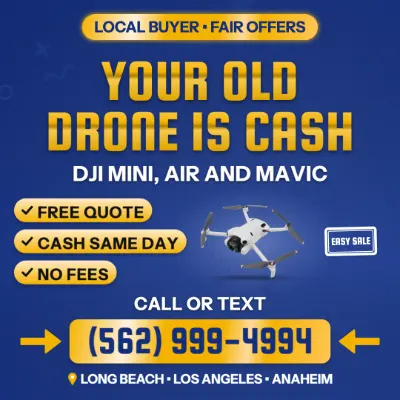 LOCAL BUYER • FAIR OFFERS
YOUR OLD
DRONE IS CASH
DJI MINI, AIR AND MAVIC
✓ FREE QUOTE
✓ CASH SAME DAY
✓ NO FEES
EASY SALE
CALL OR TEXT
(562) 999-4994
LONG BEACH • LOS ANGELES • ANAHEIM